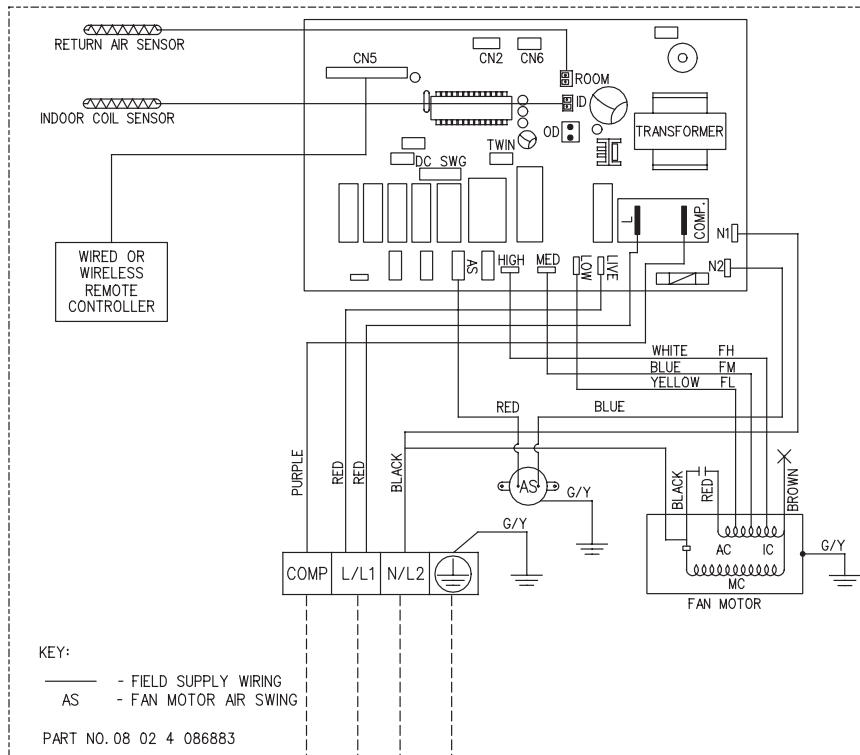 RETURN AIR SENSOR
INDOOR COIL SENSOR
CN5
CN2
CN6
ROOM
ID
OD
TWIN
DC SWG
TRANSFORMER
L
COMP.
N1
N2
AS
HIGH
MED
LOW
LIVE
WIRED OR
WIRELESS
REMOTE
CONTROLLER
WHITE FH
BLUE FM
YELLOW FL
RED
BLUE
PURPLE
RED
RED
BLACK
AS
G/Y
BLACK
RED
BROWN
G/Y
AC
IC
MC
G/Y
FAN MOTOR
COMP
L/L1
N/L2
KEY:
- FIELD SUPPLY WIRING
AS - FAN MOTOR AIR SWING
PART NO. 08 02 4 086883